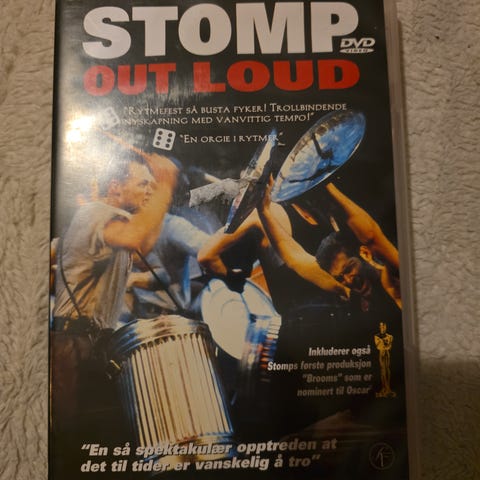 STOMP
DVD
VIDEO
OUT LOUD
"RYTMEFEST SÅ BUSTA FYKER! TROLLBINDENDE
NYSKAPNING MED VANVITTIG TEMPO!"
"EN ORGIE I RYTMER"
Inkluderer også
Stomps første produksjon
"Brooms" som er
nominert til Oscar
"En så spektakulær opptreden at
det til tider er vanskelig å tro"